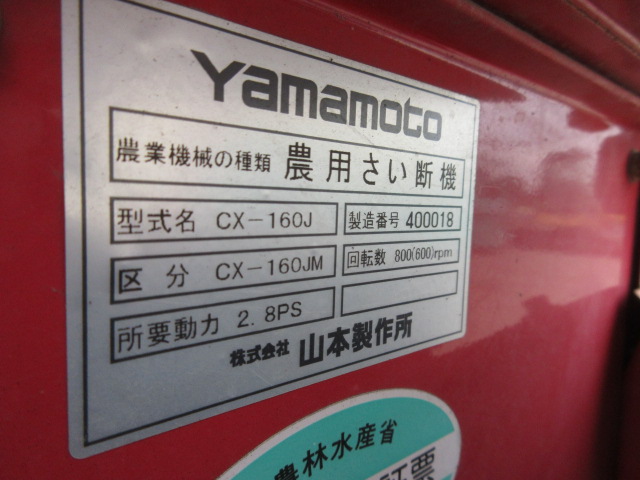 Yamamoto
農業機械の種類 農用さい断機
型式名 CX-160J 製造番号 400018
区分 CX-160JM 回転数 800(600)rpm
所要動力 2.8PS
株式会社 山本製作所
農林水産省
票